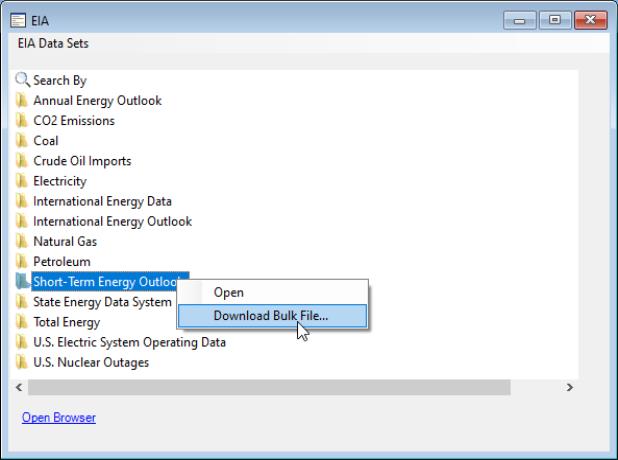 EIA
EIA Data Sets
Search By
Annual Energy Outlook
CO2 Emissions
Coal
Crude Oil Imports
Electricity
International Energy Data
International Energy Outlook
Natural Gas
Petroleum
Short-Term Energy Outlook
Open
State Energy Data System
Download Bulk File...
Total Energy
U.S. Electric System Operating Data
U.S. Nuclear Outages
Open Browser